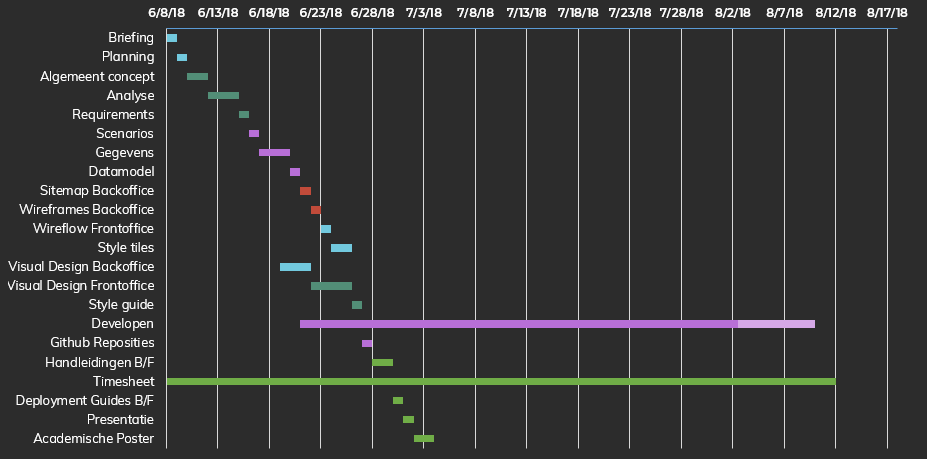 6/8/18 6/13/18 6/18/18 6/23/18 6/28/18 7/3/18 7/8/18 7/13/18 7/18/18 7/23/18 7/28/18 8/2/18 8/7/18 8/12/18 8/17/18
Briefing
Planning
Algemeent concept
Analyse
Requirements
Scenarios
Gegevens
Datamodel
Sitemap Backoffice
Wireframes Backoffice
Wireflow Frontoffice
Style tiles
Visual Design Backoffice
Visual Design Frontoffice
Style guide
Developen
Github Reposities
Handleidingen B/F
Timesheet
Deployment Guides B/F
Presentatie
Academische Poster